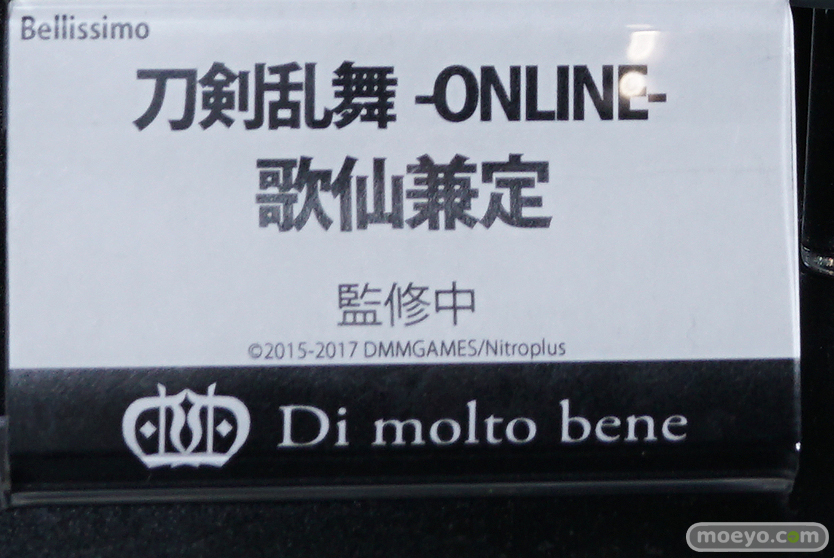 Bellissimo
刀剣乱舞 -ONLINE-
歌仙兼定
監修中
©2015-2017 DMMGAMES/Nitroplus
Di molto bene
moeyo.com